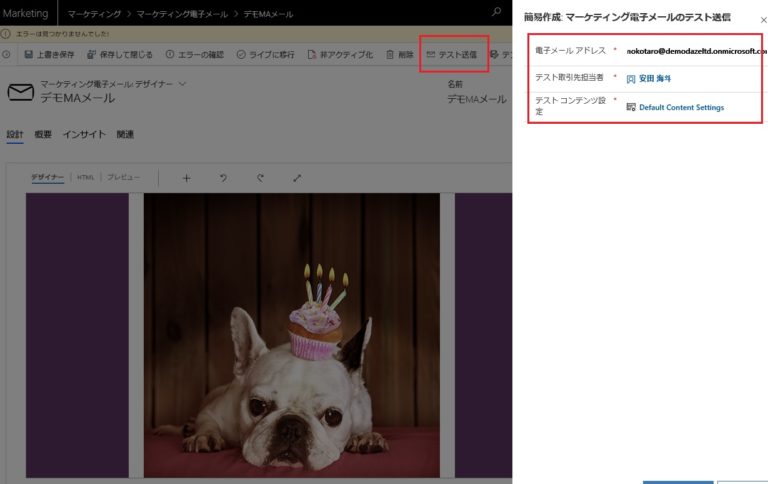 Marketing
マーケティング > マーケティング電子メール > デモMAメール
エラーは見つかりませんでした!
上書き保存 保存して閉じる エラーの確認 ライブに移行 非アクティブ化 削除 テスト送信
マーケティング電子メール: デザイナー
デモMAメール
名前
デモMAメール
設計 概要 インサイト 関連
デザイナー HTML プレビュー
簡易作成: マーケティング電子メールのテスト送信
電子メール アドレス * nokotaro@demodazeltd.onmicrosoft.co
テスト取引先担当者 * 安田 海斗
テスト コンテンツ設定 * Default Content Settings